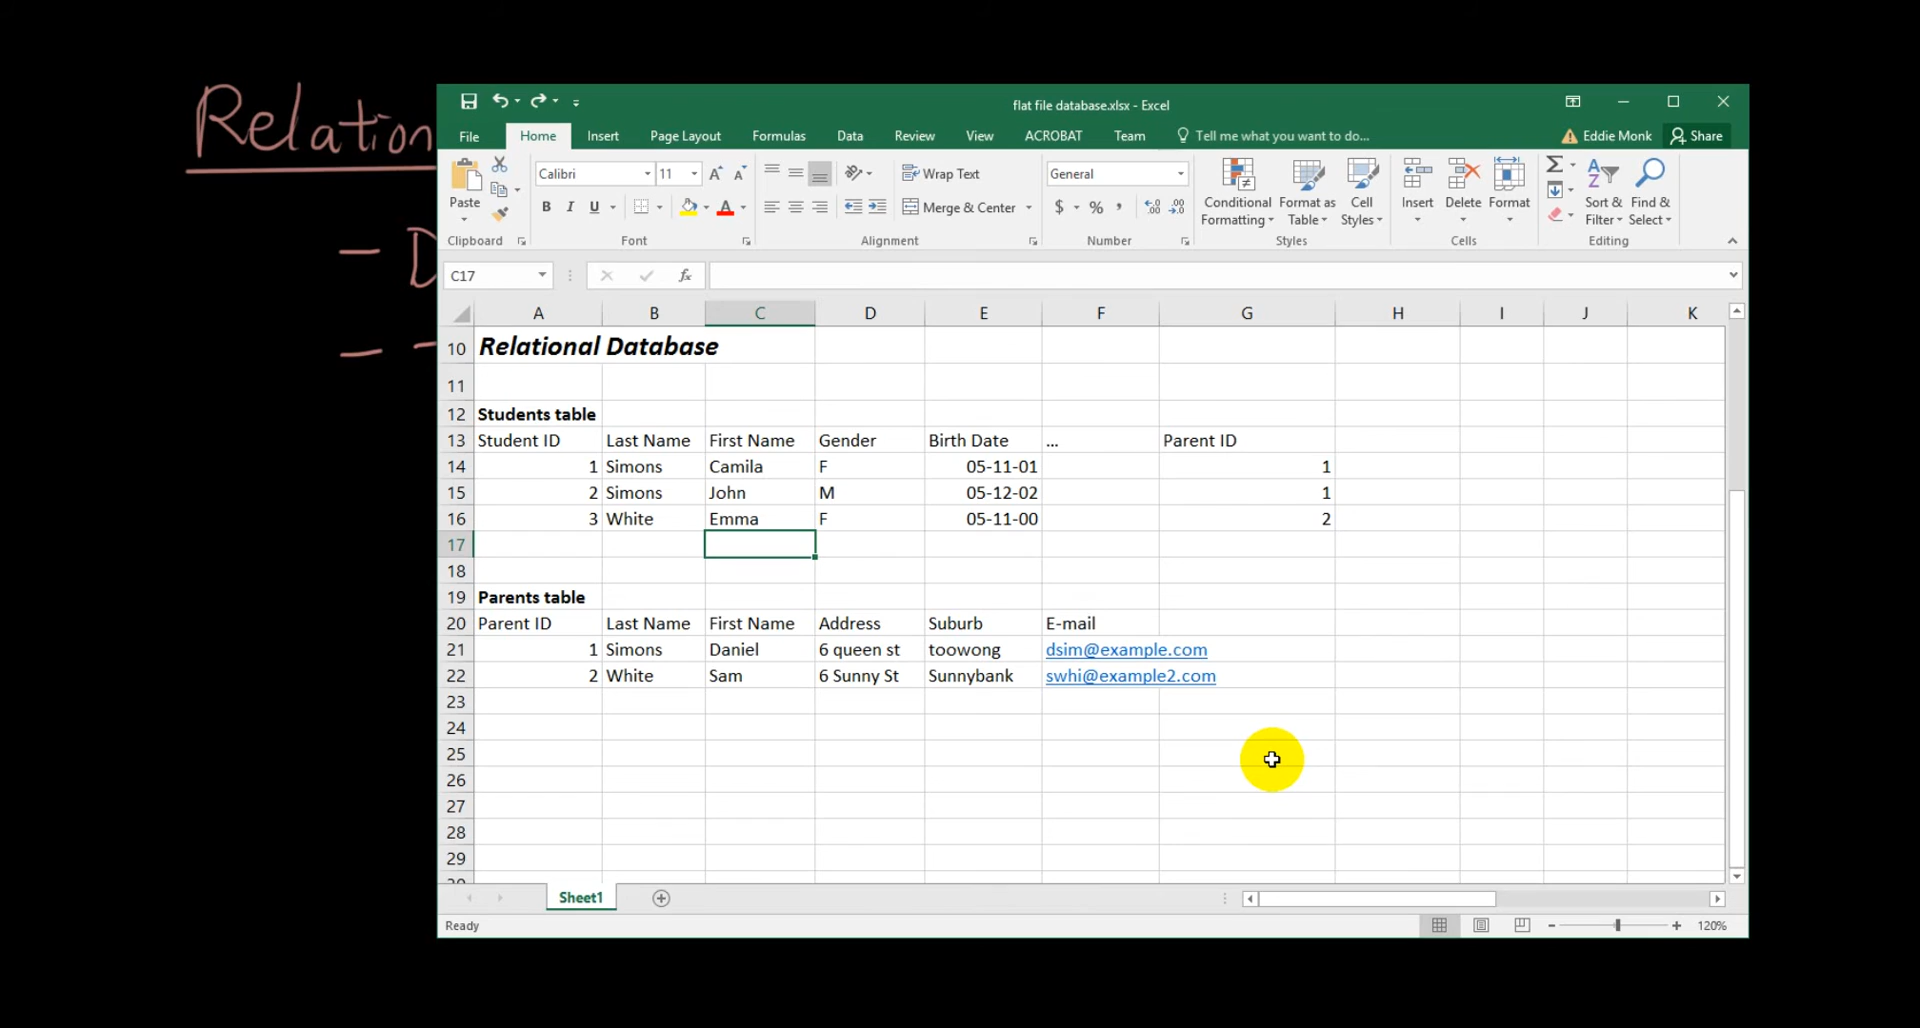 Relation
- D
flat file database.xlsx - Excel
File Home Insert Page Layout Formulas Data Review View ACROBAT Team Tell me what you want to do... Eddie Monk Share
Calibri 11 Wrap Text General
Paste B I U Merge & Center $ % , Conditional Formatting Format as Table Cell Styles Insert Delete Format Sort & Filter Find & Select
Clipboard Font Alignment Number Styles Cells Editing
C17 fx
A B C D E F G H I J K
10 Relational Database
11
12 Students table
13 Student ID Last Name First Name Gender Birth Date ... Parent ID
14 1 Simons Camila F 05-11-01 1
15 2 Simons John M 05-12-02 1
16 3 White Emma F 05-11-00 2
17
18
19 Parents table
20 Parent ID Last Name First Name Address Suburb E-mail
21 1 Simons Daniel 6 queen st toowong dsim@example.com
22 2 White Sam 6 Sunny St Sunnybank swhi@example2.com
23
24
25
26
27
28
29
Sheet1
Ready 120%